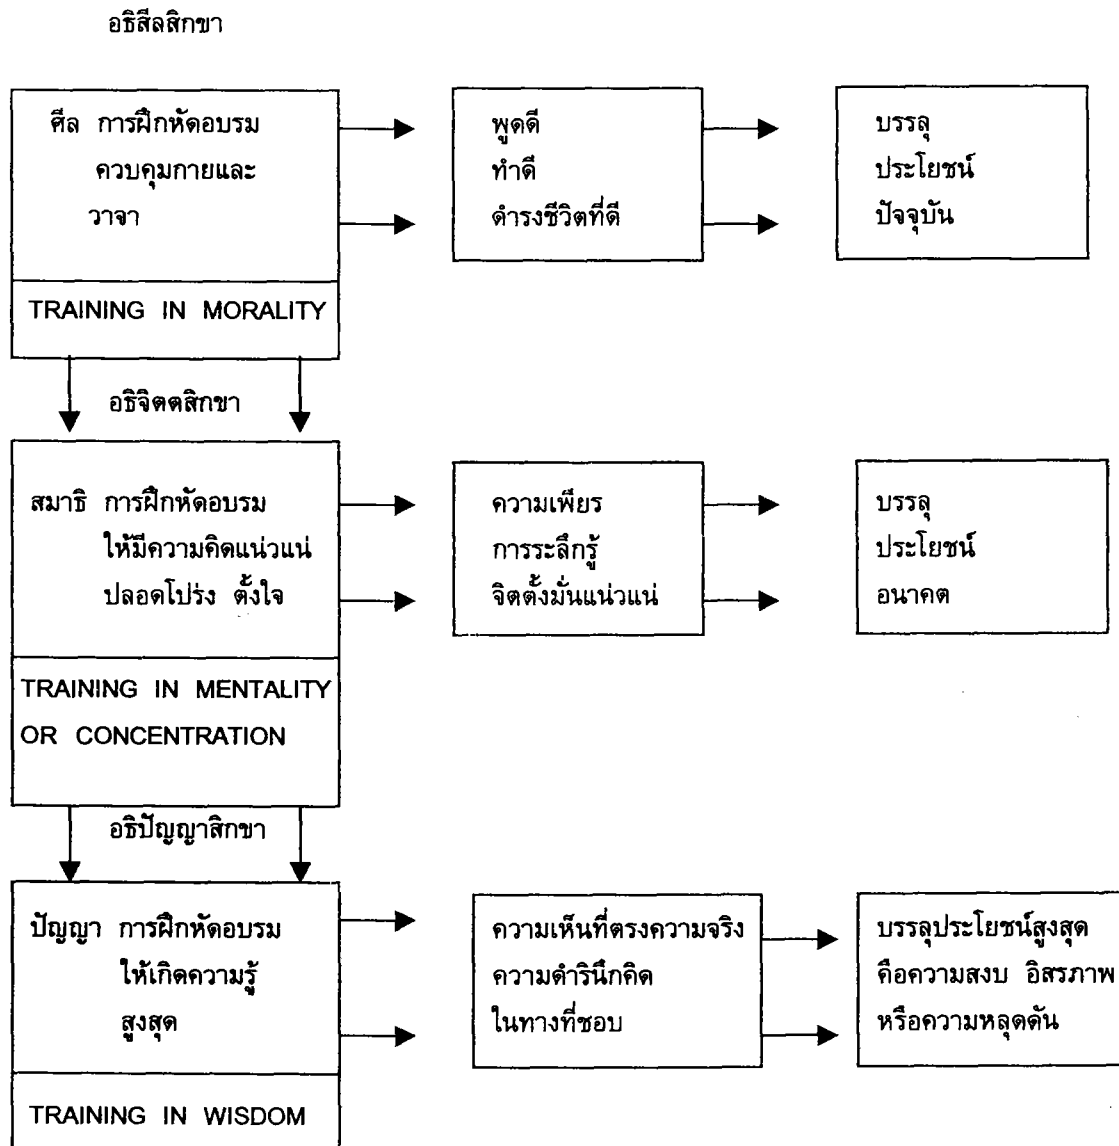 อธิสีลสิกขา
ศีล การฝึกหัดอบรม
ควบคุมกายและ
วาจา
TRAINING IN MORALITY
พูดดี
ทำดี
ดำรงชีวิตที่ดี
บรรลุ
ประโยชน์
ปัจจุบัน
อธิจิตตสิกขา
สมาธิ การฝึกหัดอบรม
ให้มีความคิดแน่วแน่
ปลอดโปร่ง ตั้งใจ
TRAINING IN MENTALITY
OR CONCENTRATION
ความเพียร
การระลึกรู้
จิตตั้งมั่นแน่วแน่
บรรลุ
ประโยชน์
อนาคต
อธิปัญญาสิกขา
ปัญญา การฝึกหัดอบรม
ให้เกิดความรู้
สูงสุด
TRAINING IN WISDOM
ความเห็นที่ตรงความจริง
ความดำรินึกคิด
ในทางที่ชอบ
บรรลุประโยชน์สูงสุด
คือความสงบ อิสรภาพ
หรือความหลุดดัน